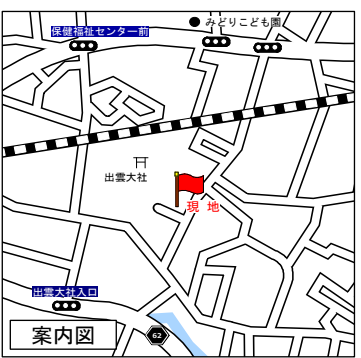 みどりこども園
保健福祉センター前
出雲大社
現地
出雲大社入口
案内図
62